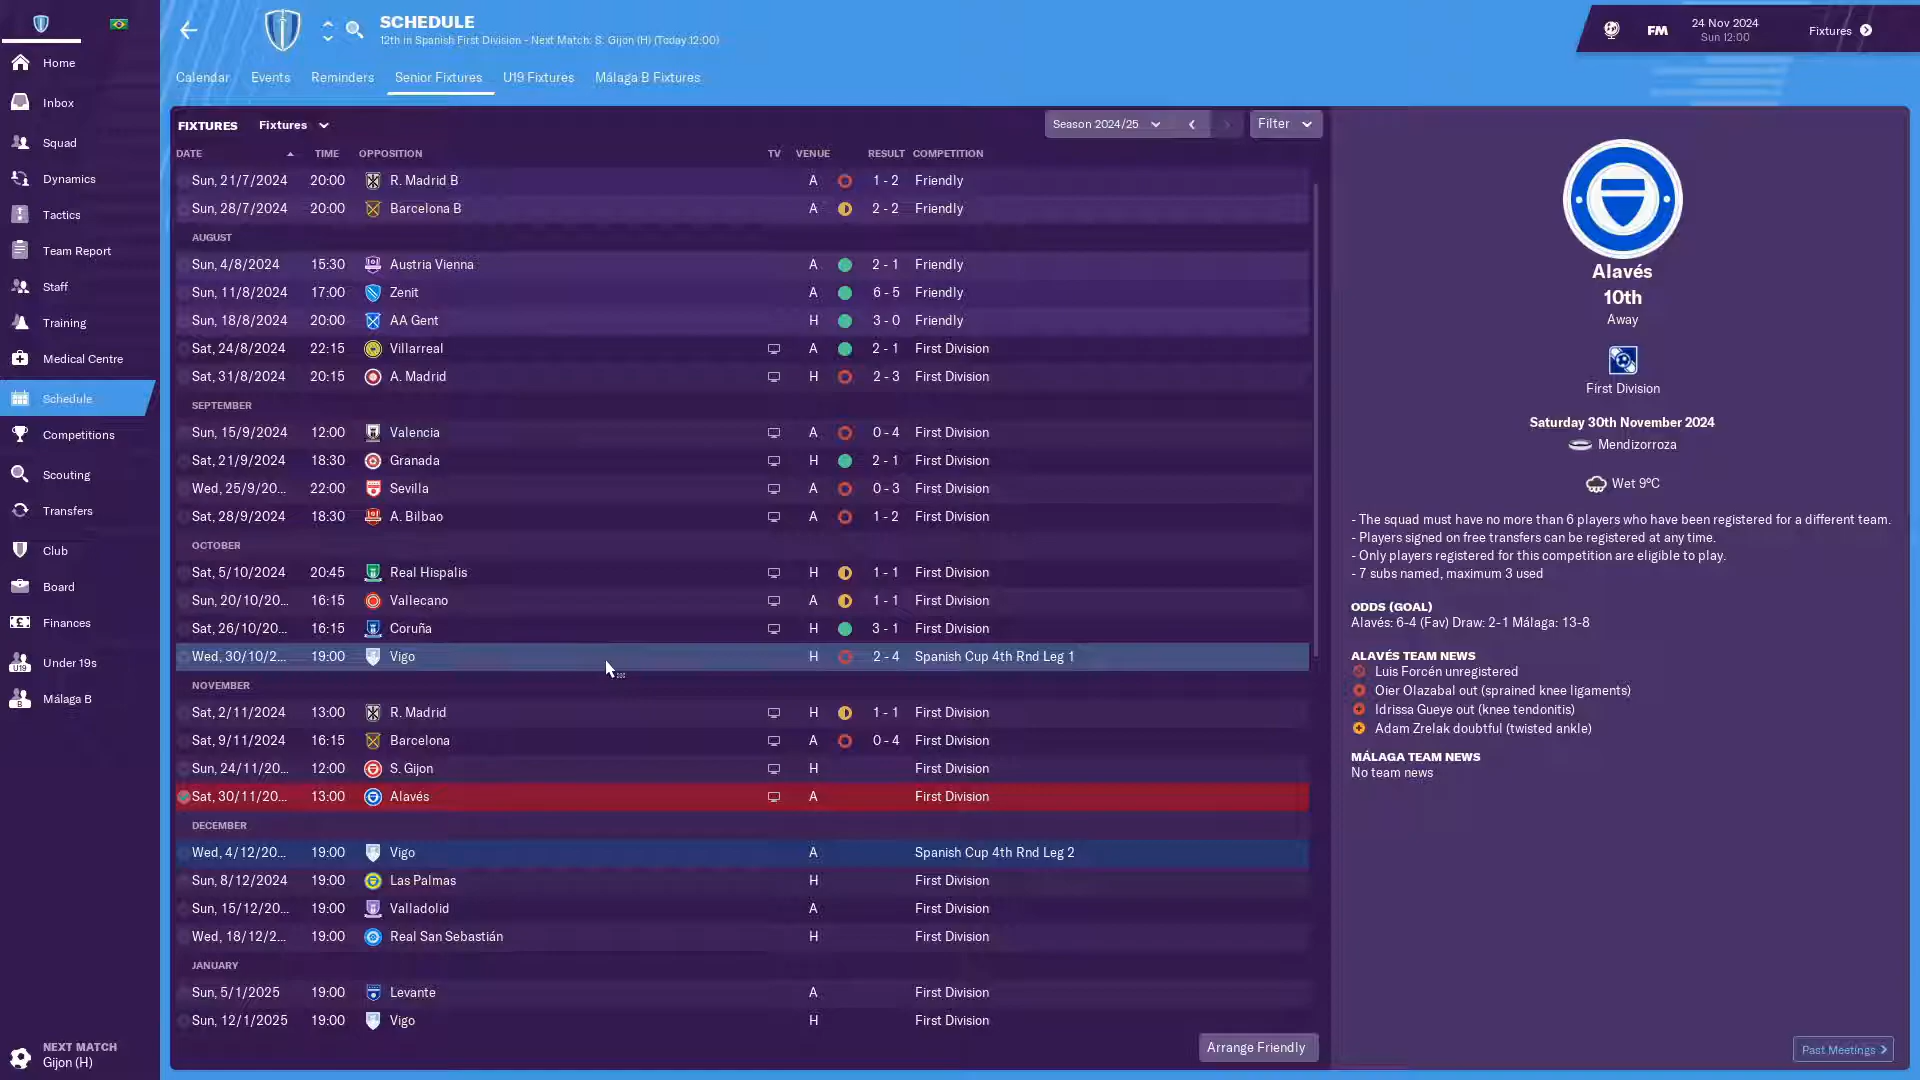 SCHEDULE
12th in Spanish First Division - Next Match: S. Gijon (H) (Today 12:00)
FM
24 Nov 2024
Sun 12:00
Fixtures
Calendar Events Reminders Senior Fixtures U19 Fixtures Málaga B Fixtures
Home
Inbox
Squad
Dynamics
Tactics
Team Report
Staff
Training
Medical Centre
Schedule
Competitions
Scouting
Transfers
Club
Board
Finances
U19 Under 19s
B Málaga B
NEXT MATCH
Gijon (H)
FIXTURES Fixtures Season 2024/25 Filter
DATE TIME OPPOSITION TV VENUE RESULT COMPETITION
Sun, 21/7/2024 20:00 R. Madrid B A 1 - 2 Friendly
Sun, 28/7/2024 20:00 Barcelona B A 2 - 2 Friendly
AUGUST
Sun, 4/8/2024 15:30 Austria Vienna A 2 - 1 Friendly
Sun, 11/8/2024 17:00 Zenit A 6 - 5 Friendly
Sun, 18/8/2024 20:00 AA Gent H 3 - 0 Friendly
Sat, 24/8/2024 22:15 Villarreal A 2 - 1 First Division
Sat, 31/8/2024 20:15 A. Madrid H 2 - 3 First Division
SEPTEMBER
Sun, 15/9/2024 12:00 Valencia A 0 - 4 First Division
Sat, 21/9/2024 18:30 Granada H 2 - 1 First Division
Wed, 25/9/20... 22:00 Sevilla A 0 - 3 First Division
Sat, 28/9/2024 18:30 A. Bilbao A 1 - 2 First Division
OCTOBER
Sat, 5/10/2024 20:45 Real Hispalis H 1 - 1 First Division
Sun, 20/10/20... 16:15 Vallecano A 1 - 1 First Division
Sat, 26/10/20... 16:15 Coruña H 3 - 1 First Division
Wed, 30/10/2... 19:00 Vigo H 2 - 4 Spanish Cup 4th Rnd Leg 1
NOVEMBER
Sat, 2/11/2024 13:00 R. Madrid H 1 - 1 First Division
Sat, 9/11/2024 16:15 Barcelona A 0 - 4 First Division
Sun, 24/11/20... 12:00 S. Gijon H First Division
Sat, 30/11/20... 13:00 Alavés A First Division
DECEMBER
Wed, 4/12/20... 19:00 Vigo A Spanish Cup 4th Rnd Leg 2
Sun, 8/12/2024 19:00 Las Palmas H First Division
Sun, 15/12/20... 19:00 Valladolid A First Division
Wed, 18/12/2... 19:00 Real San Sebastián H First Division
JANUARY
Sun, 5/1/2025 19:00 Levante A First Division
Sun, 12/1/2025 19:00 Vigo H First Division
Arrange Friendly
Alavés
10th
Away
First Division
Saturday 30th November 2024
Mendizorroza
Wet 9ºC
- The squad must have no more than 6 players who have been registered for a different team.
- Players signed on free transfers can be registered at any time.
- Only players registered for this competition are eligible to play.
- 7 subs named, maximum 3 used
ODDS (GOAL)
Alavés: 6-4 (Fav) Draw: 2-1 Málaga: 13-8
ALAVÉS TEAM NEWS
Luis Forcén unregistered
Oier Olazabal out (sprained knee ligaments)
Idrissa Gueye out (knee tendonitis)
Adam Zrelak doubtful (twisted ankle)
MÁLAGA TEAM NEWS
No team news
Past Meetings